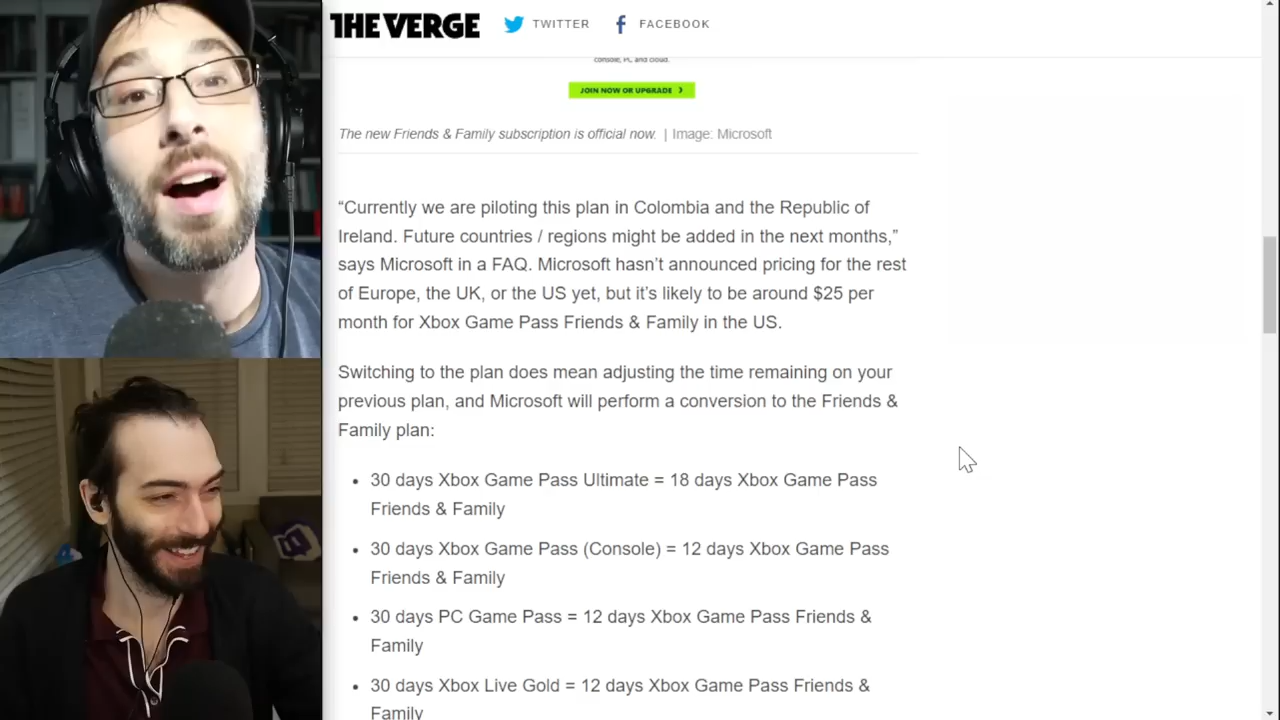 THE VERGE TWITTER FACEBOOK
console, PC and cloud.
JOIN NOW OR UPGRADE
The new Friends & Family subscription is official now. | Image: Microsoft
“Currently we are piloting this plan in Colombia and the Republic of
Ireland. Future countries / regions might be added in the next months,”
says Microsoft in a FAQ. Microsoft hasn’t announced pricing for the rest
of Europe, the UK, or the US yet, but it’s likely to be around $25 per
month for Xbox Game Pass Friends & Family in the US.
Switching to the plan does mean adjusting the time remaining on your
previous plan, and Microsoft will perform a conversion to the Friends &
Family plan:
• 30 days Xbox Game Pass Ultimate = 18 days Xbox Game Pass
Friends & Family
• 30 days Xbox Game Pass (Console) = 12 days Xbox Game Pass
Friends & Family
• 30 days PC Game Pass = 12 days Xbox Game Pass Friends &
Family
• 30 days Xbox Live Gold = 12 days Xbox Game Pass Friends &
Family